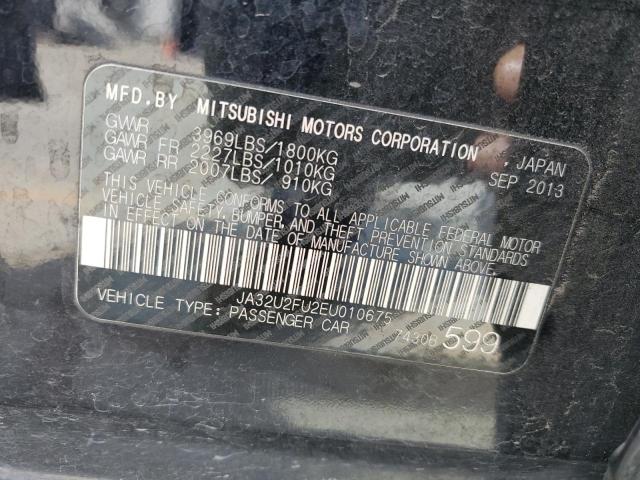 MFD.BY MITSUBISHI MOTORS CORPORATION , JAPAN
GVWR 3969LBS/1800KG SEP 2013
GAWR FR 2227LBS/1010KG
GAWR RR 2007LBS/ 910KG
THIS VEHICLE CONFORMS TO ALL APPLICABLE FEDERAL MOTOR
VEHICLE SAFETY, BUMPER, AND THEFT PREVENTION STANDARDS
IN EFFECT ON THE DATE OF MANUFACTURE SHOWN ABOVE.
JA32U2FU2EU010675
VEHICLE TYPE: PASSENGER CAR 599